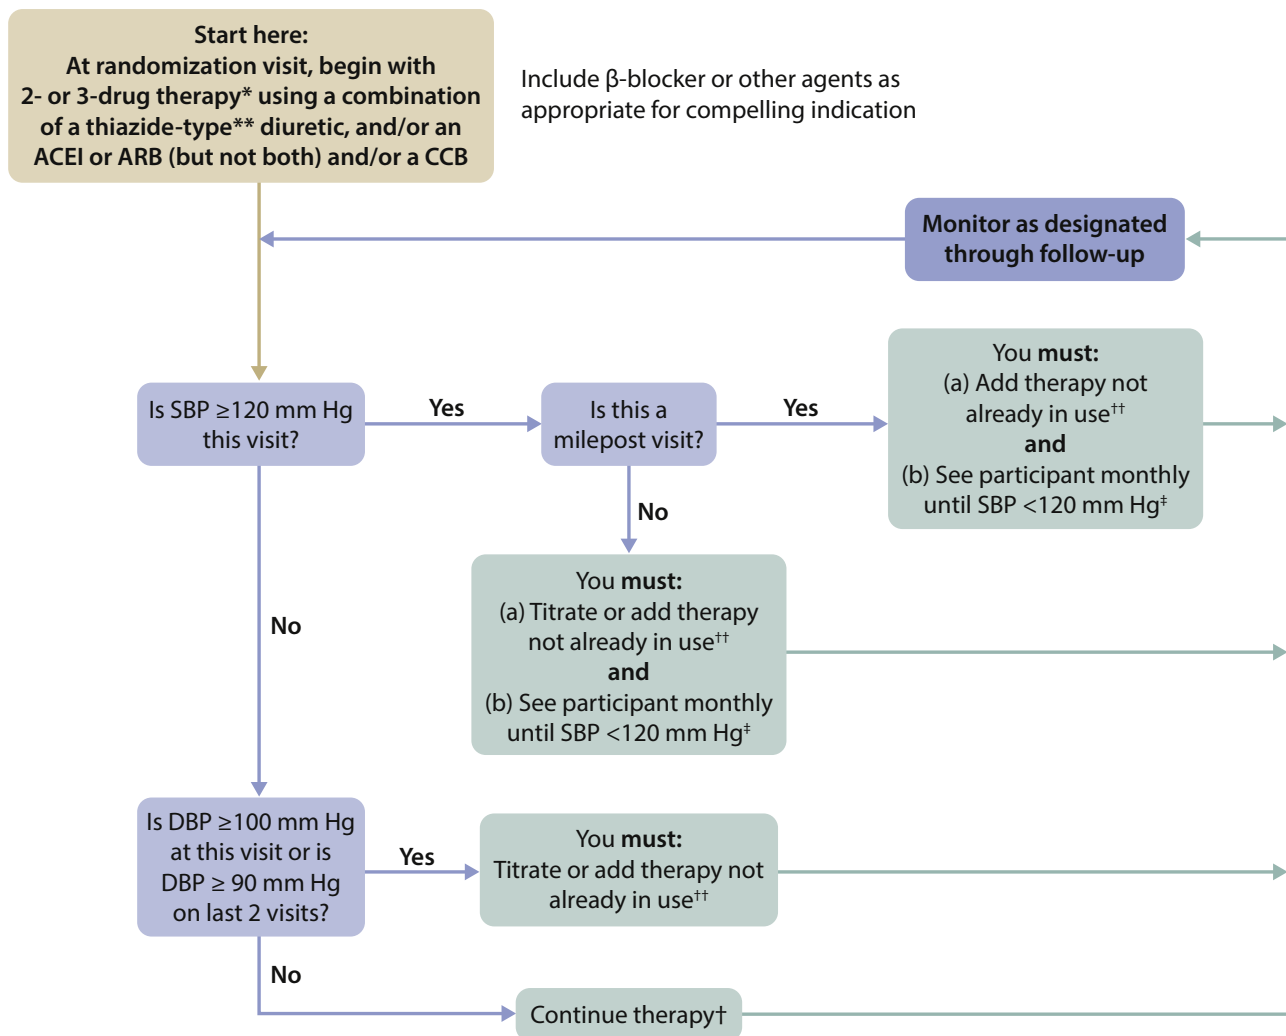 Start here:
At randomization visit, begin with
2- or 3-drug therapy* using a combination
of a thiazide-type** diuretic, and/or an
ACEI or ARB (but not both) and/or a CCB
Include β-blocker or other agents as
appropriate for compelling indication
Monitor as designated
through follow-up
Is SBP ≥120 mm Hg
this visit?
Yes
Is this a
milepost visit?
Yes
You must:
(a) Add therapy not
already in use††
and
(b) See participant monthly
until SBP <120 mm Hg‡
No
You must:
(a) Titrate or add therapy
not already in use††
and
(b) See participant monthly
until SBP <120 mm Hg‡
No
Is DBP ≥100 mm Hg
at this visit or is
DBP ≥ 90 mm Hg
on last 2 visits?
Yes
You must:
Titrate or add therapy not
already in use††
No
Continue therapy†